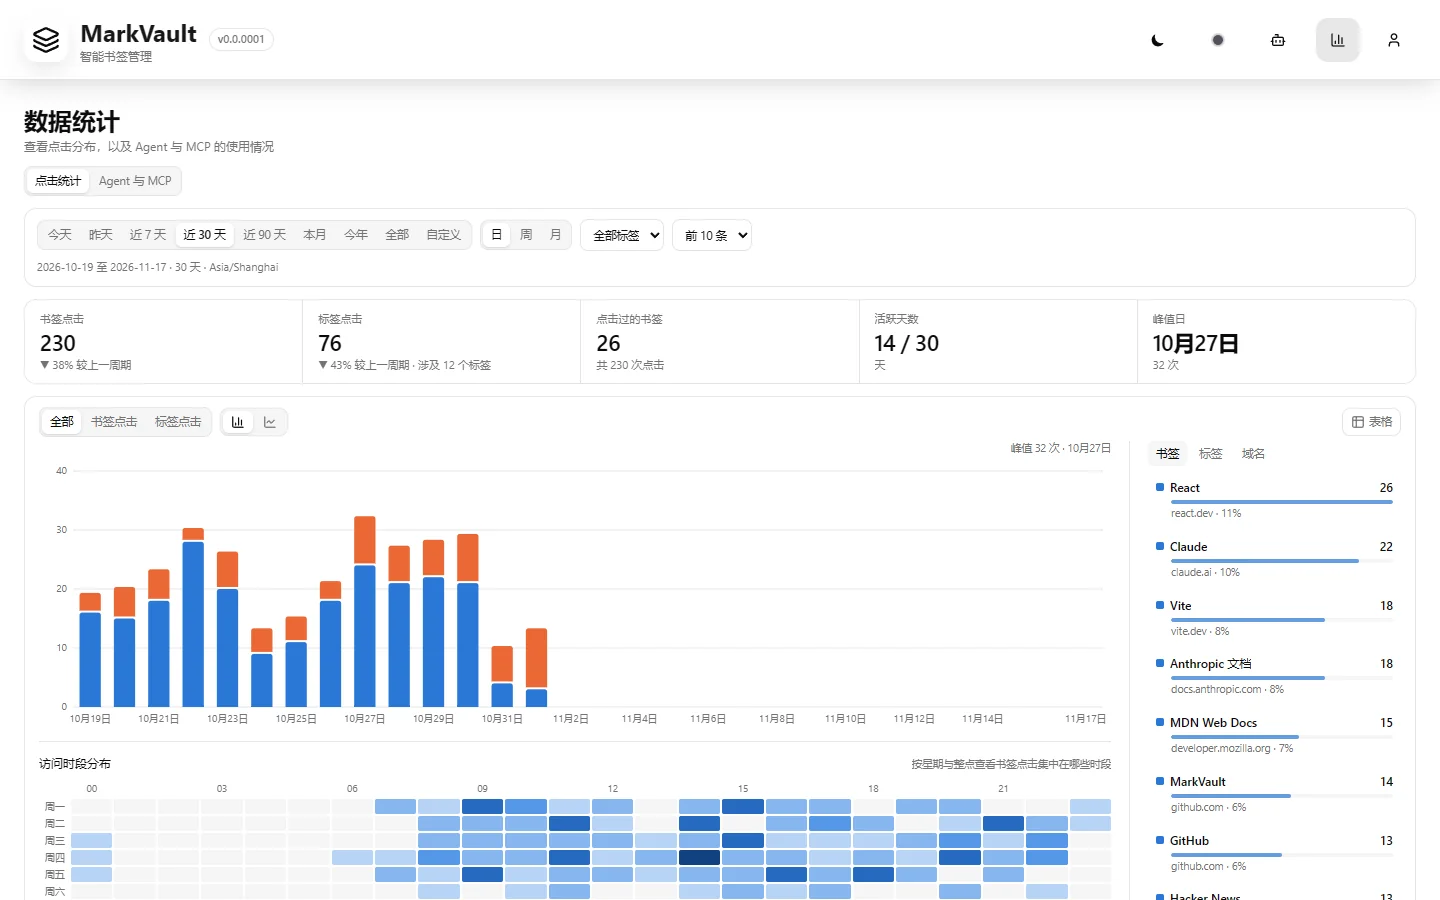 MarkVault
v0.0.0001
智能书签管理
数据统计
查看点击分布，以及 Agent 与 MCP 的使用情况
点击统计
Agent 与 MCP
今天 昨天 近 7 天 近 30 天 近 90 天 本月 今年 全部 自定义
日 周 月
全部标签
前 10 条
2026-10-19 至 2026-11-17 · 30 天 · Asia/Shanghai
书签点击
230
▼ 38% 较上一周期
标签点击
76
▼ 43% 较上一周期 · 涉及 12 个标签
点击过的书签
26
共 230 次点击
活跃天数
14 / 30
天
峰值日
10月27日
32 次
全部 书签点击 标签点击
表格
峰值 32 次 · 10月27日
40
30
20
10
0
10月19日 10月21日 10月23日 10月25日 10月27日 10月29日 10月31日 11月2日 11月4日 11月6日 11月8日 11月10日 11月12日 11月14日 11月17日
访问时段分布
按星期与整点查看书签点击集中在哪些时段
00 03 06 09 12 15 18 21
周一
周二
周三
周四
周五
周六
书签 标签 域名
React 26
react.dev · 11%
Claude 22
claude.ai · 10%
Vite 18
vite.dev · 8%
Anthropic 文档 18
docs.anthropic.com · 8%
MDN Web Docs 15
developer.mozilla.org · 7%
MarkVault 14
github.com · 6%
GitHub 13
github.com · 6%
Hacker News 13